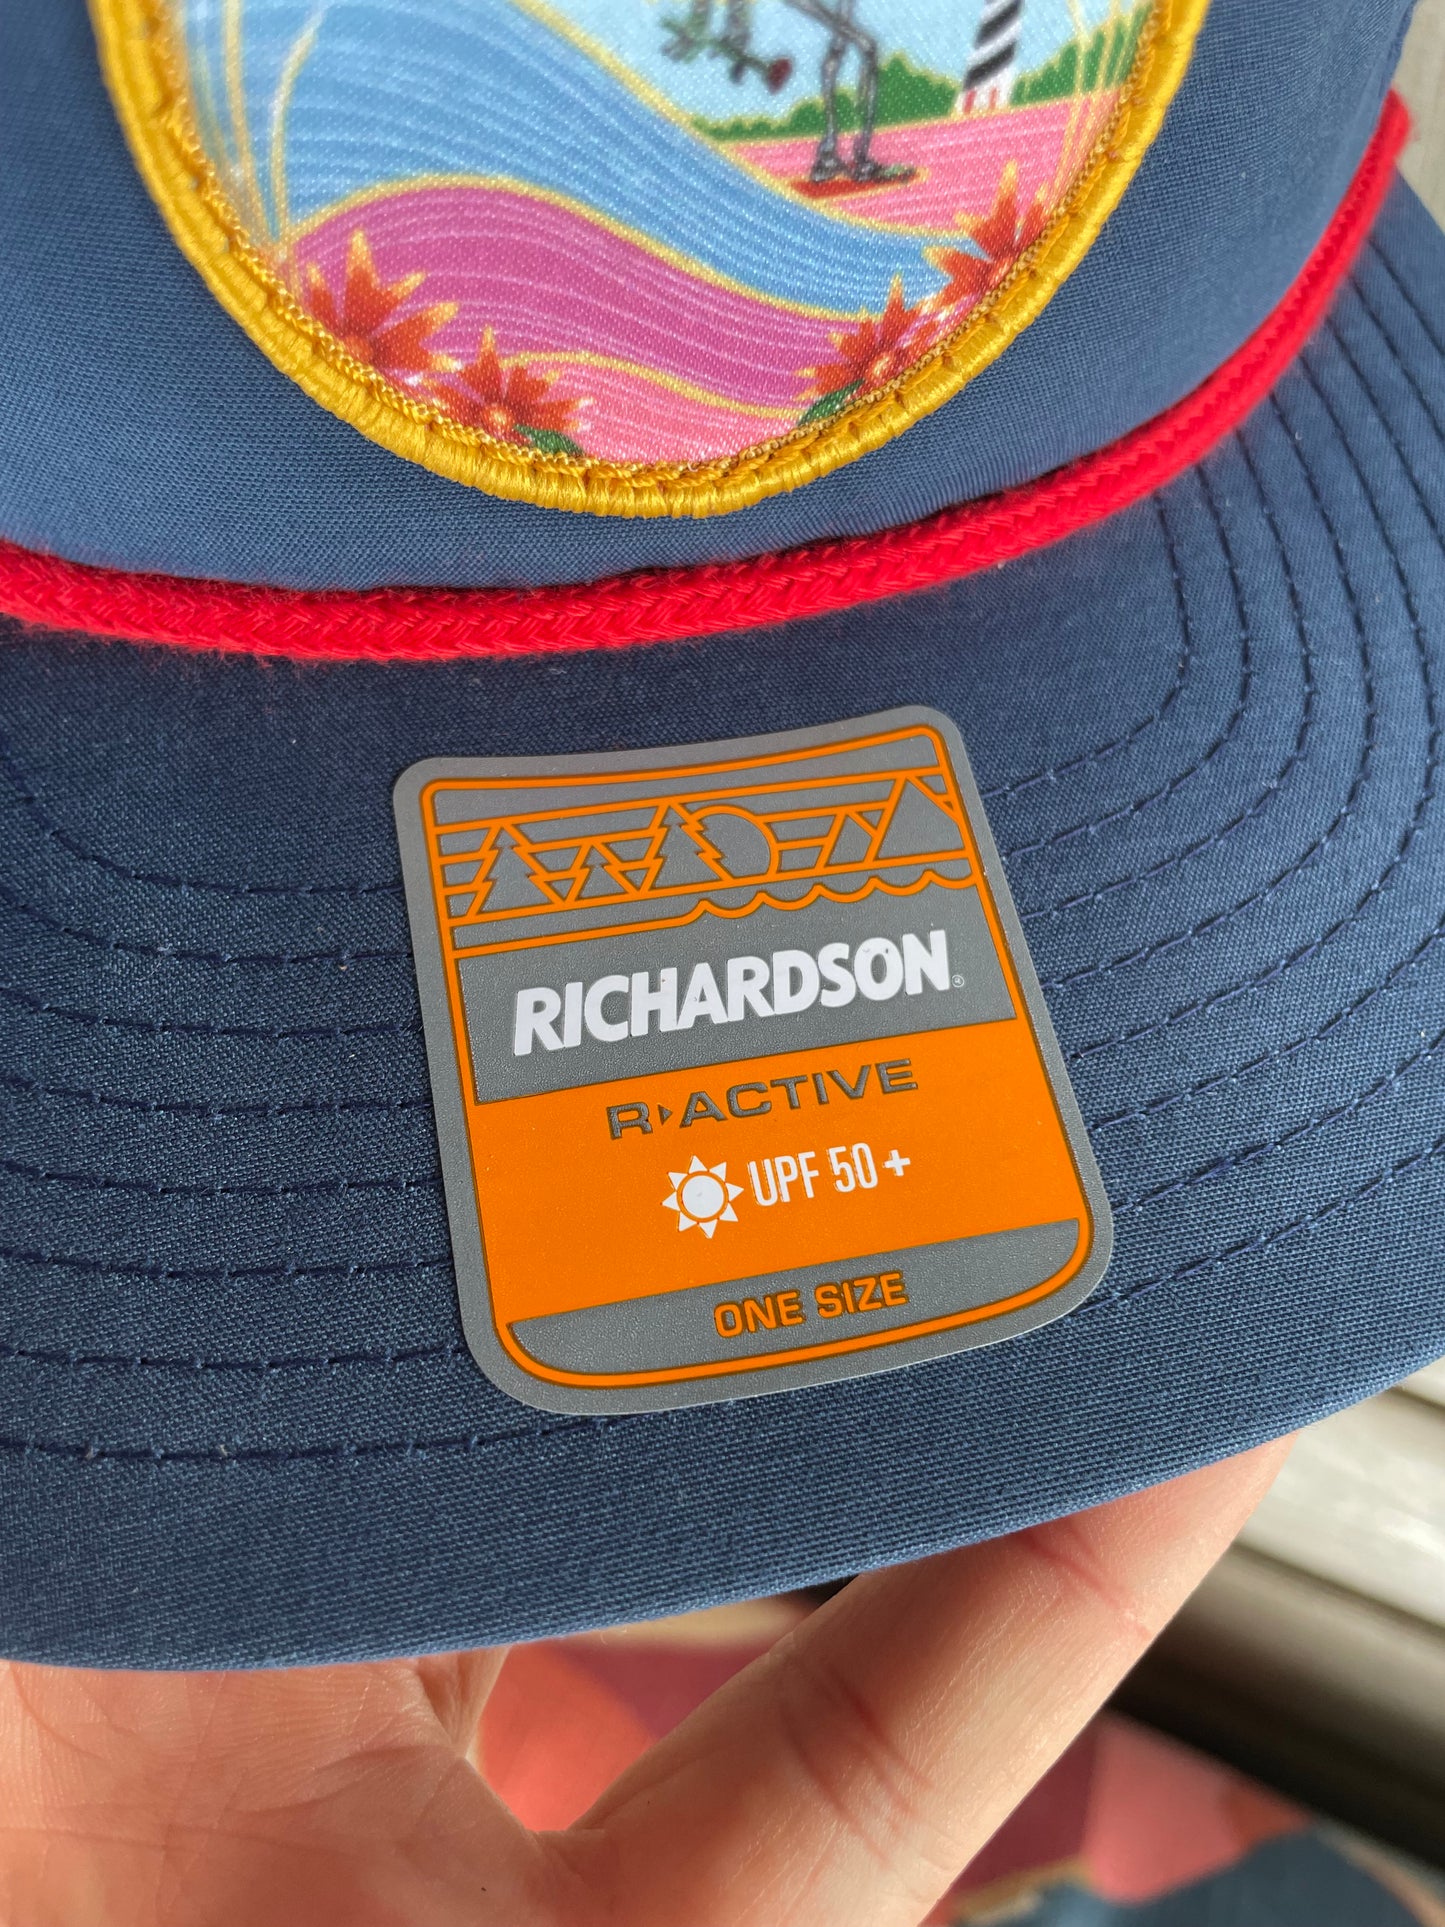 RICHARDSON®
R▸ACTIVE
UPF 50+
ONE SIZE